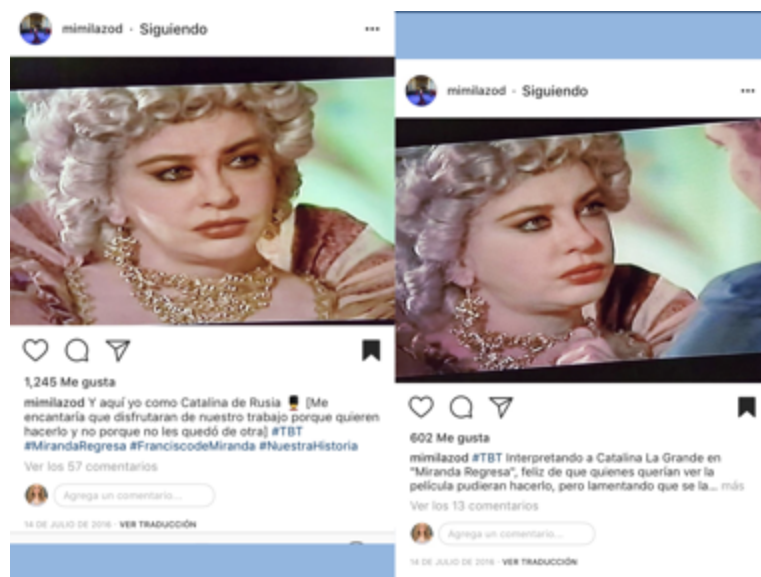 mimilazod · Siguiendo
1,245 Me gusta
mimilazod Y aquí yo como Catalina de Rusia 💂🏿 [Me
encantaría que disfrutaran de nuestro trabajo porque quieren
hacerlo y no porque no les quedó de otra] #TBT
#MirandaRegresa #FranciscodeMiranda #NuestraHistoria
Ver los 57 comentarios
Agrega un comentario...
14 DE JULIO DE 2016 · VER TRADUCCIÓN
mimilazod · Siguiendo
602 Me gusta
mimilazod #TBT Interpretando a Catalina La Grande en
"Miranda Regresa", feliz de que quienes querían ver la
película pudieran hacerlo, pero lamentando que se la... más
Ver los 13 comentarios
Agrega un comentario...
14 DE JULIO DE 2016 · VER TRADUCCIÓN